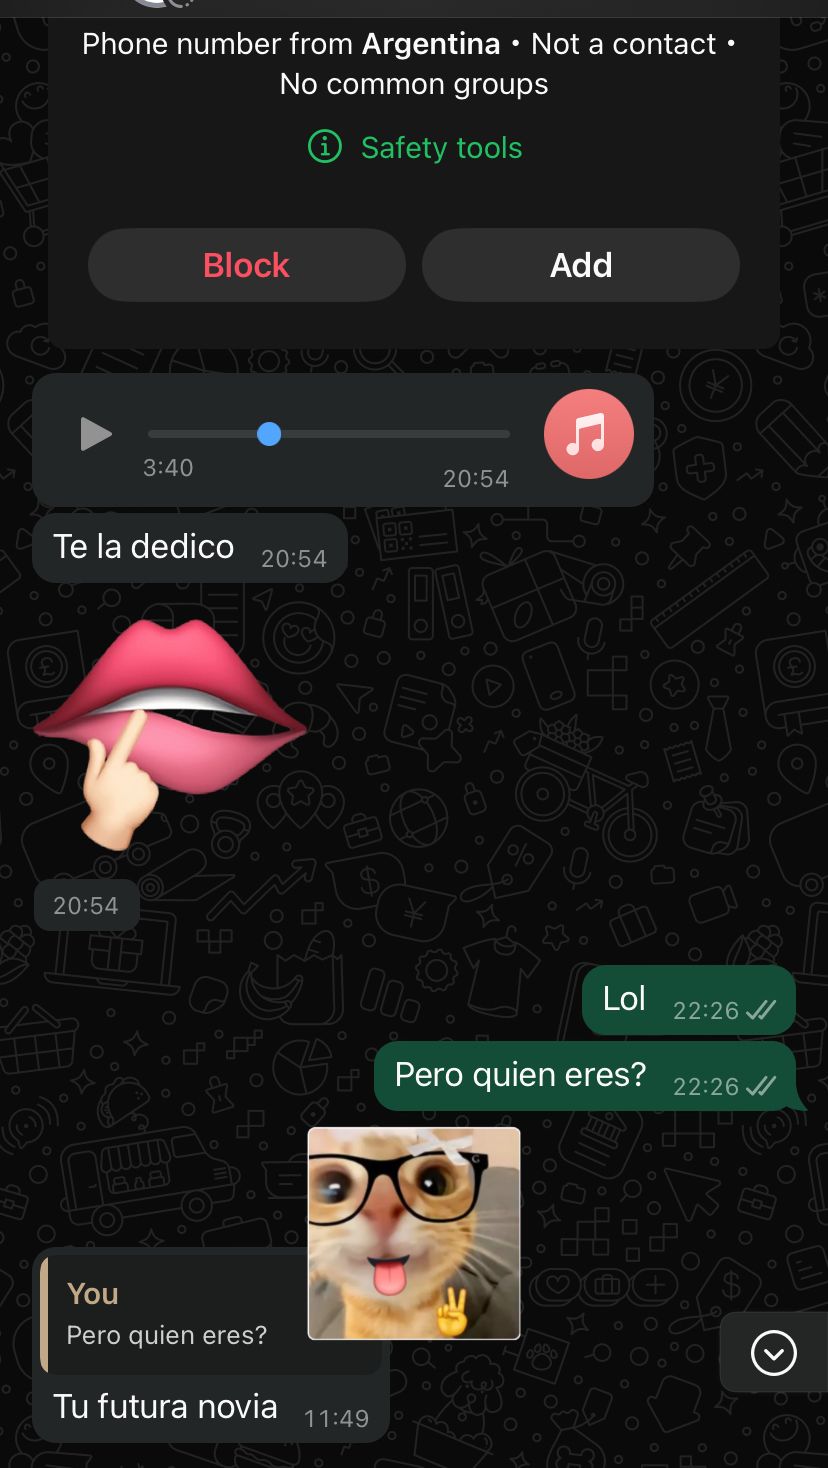 Phone number from Argentina • Not a contact •
No common groups
Safety tools
Block
Add
3:40
20:54
Te la dedico 20:54
20:54
Lol 22:26
Pero quien eres? 22:26
You
Pero quien eres?
Tu futura novia 11:49